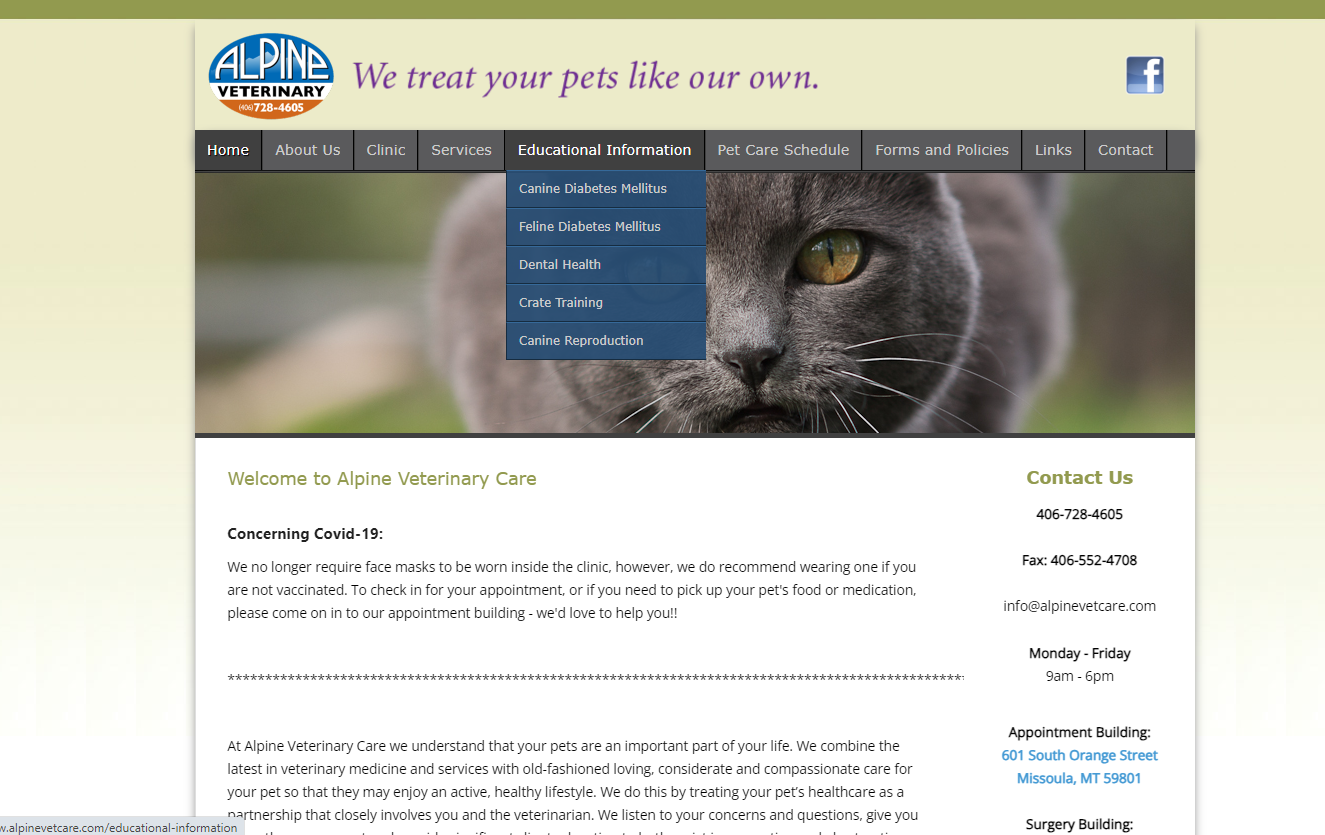 ALPINE
VETERINARY
(406)728-4605
We treat your pets like our own.
f
Home About Us Clinic Services Educational Information Pet Care Schedule Forms and Policies Links Contact
Canine Diabetes Mellitus
Feline Diabetes Mellitus
Dental Health
Crate Training
Canine Reproduction
Welcome to Alpine Veterinary Care
Concerning Covid-19:
We no longer require face masks to be worn inside the clinic, however, we do recommend wearing one if you
are not vaccinated. To check in for your appointment, or if you need to pick up your pet's food or medication,
please come on in to our appointment building - we'd love to help you!!
At Alpine Veterinary Care we understand that your pets are an important part of your life. We combine the
latest in veterinary medicine and services with old-fashioned loving, considerate and compassionate care for
your pet so that they may enjoy an active, healthy lifestyle. We do this by treating your pet’s healthcare as a
partnership that closely involves you and the veterinarian. We listen to your concerns and questions, give you
Contact Us
406-728-4605
Fax: 406-552-4708
info@alpinevetcare.com
Monday - Friday
9am - 6pm
Appointment Building:
601 South Orange Street
Missoula, MT 59801
Surgery Building:
w.alpinevetcare.com/educational-information